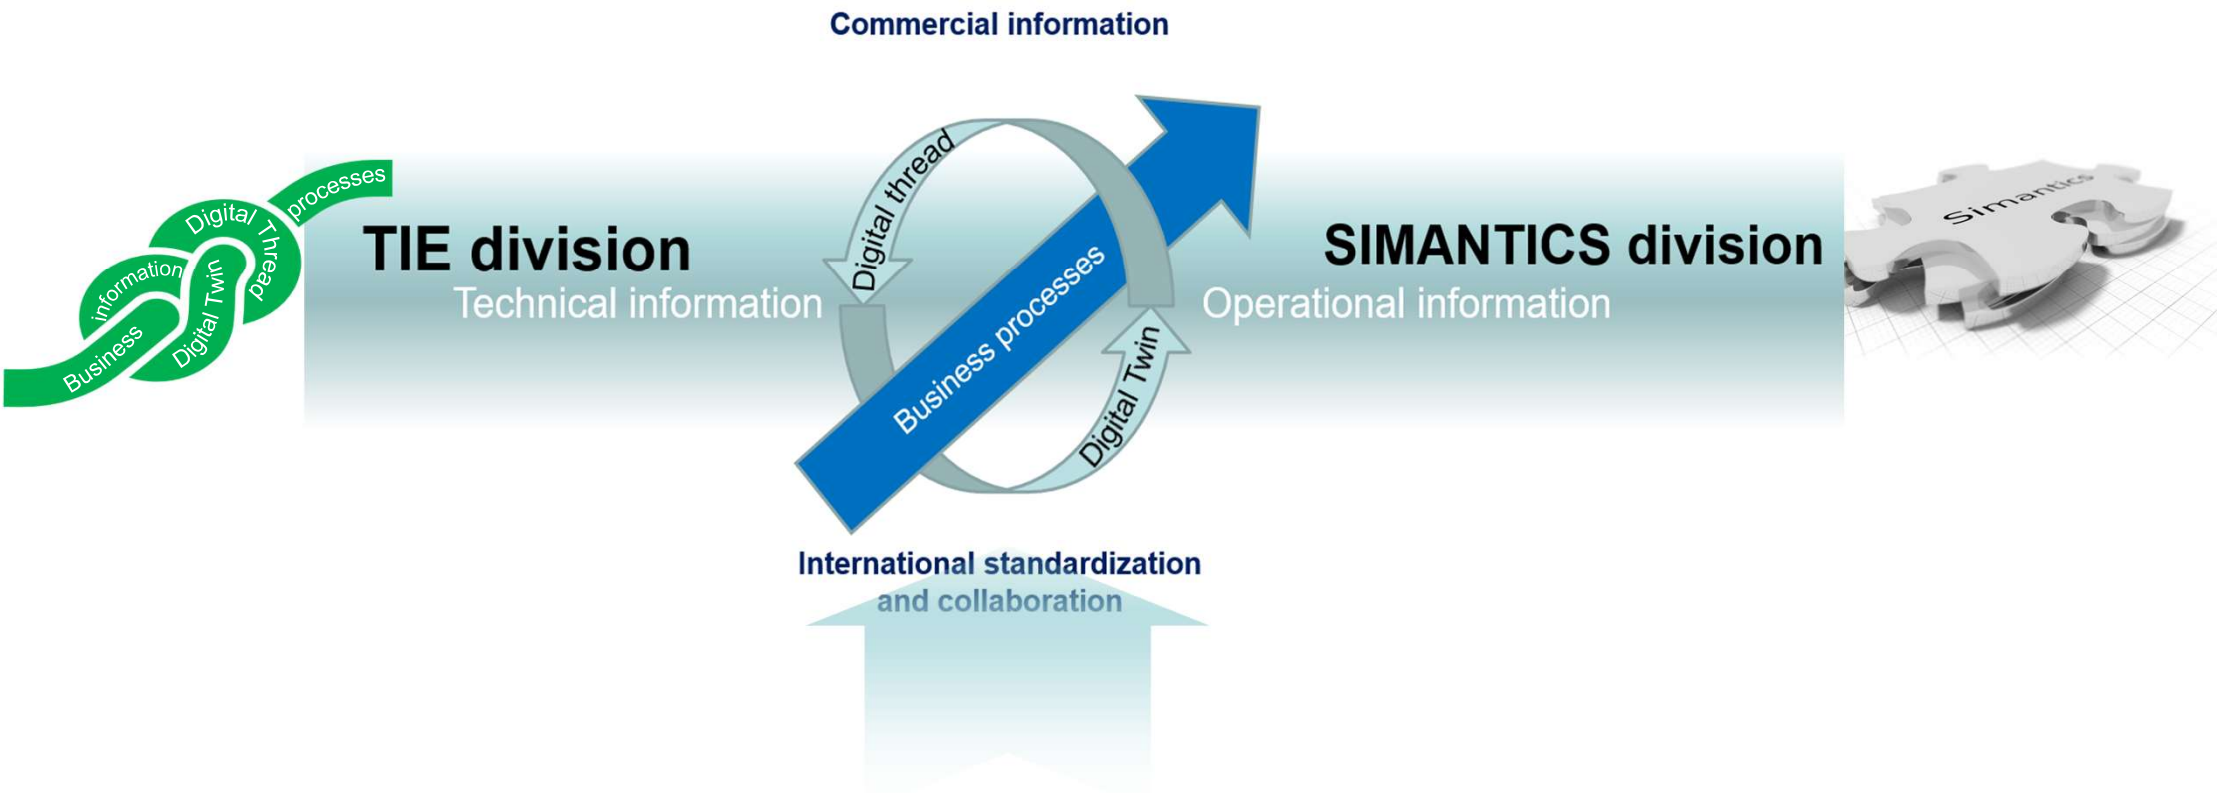 Commercial information
processes
Digital Thread
information
Digital Twin
Business
TIE division
Technical information
Digital thread
Business processes
Digital Twin
SIMANTICS division
Operational information
Simantics
International standardization
and collaboration